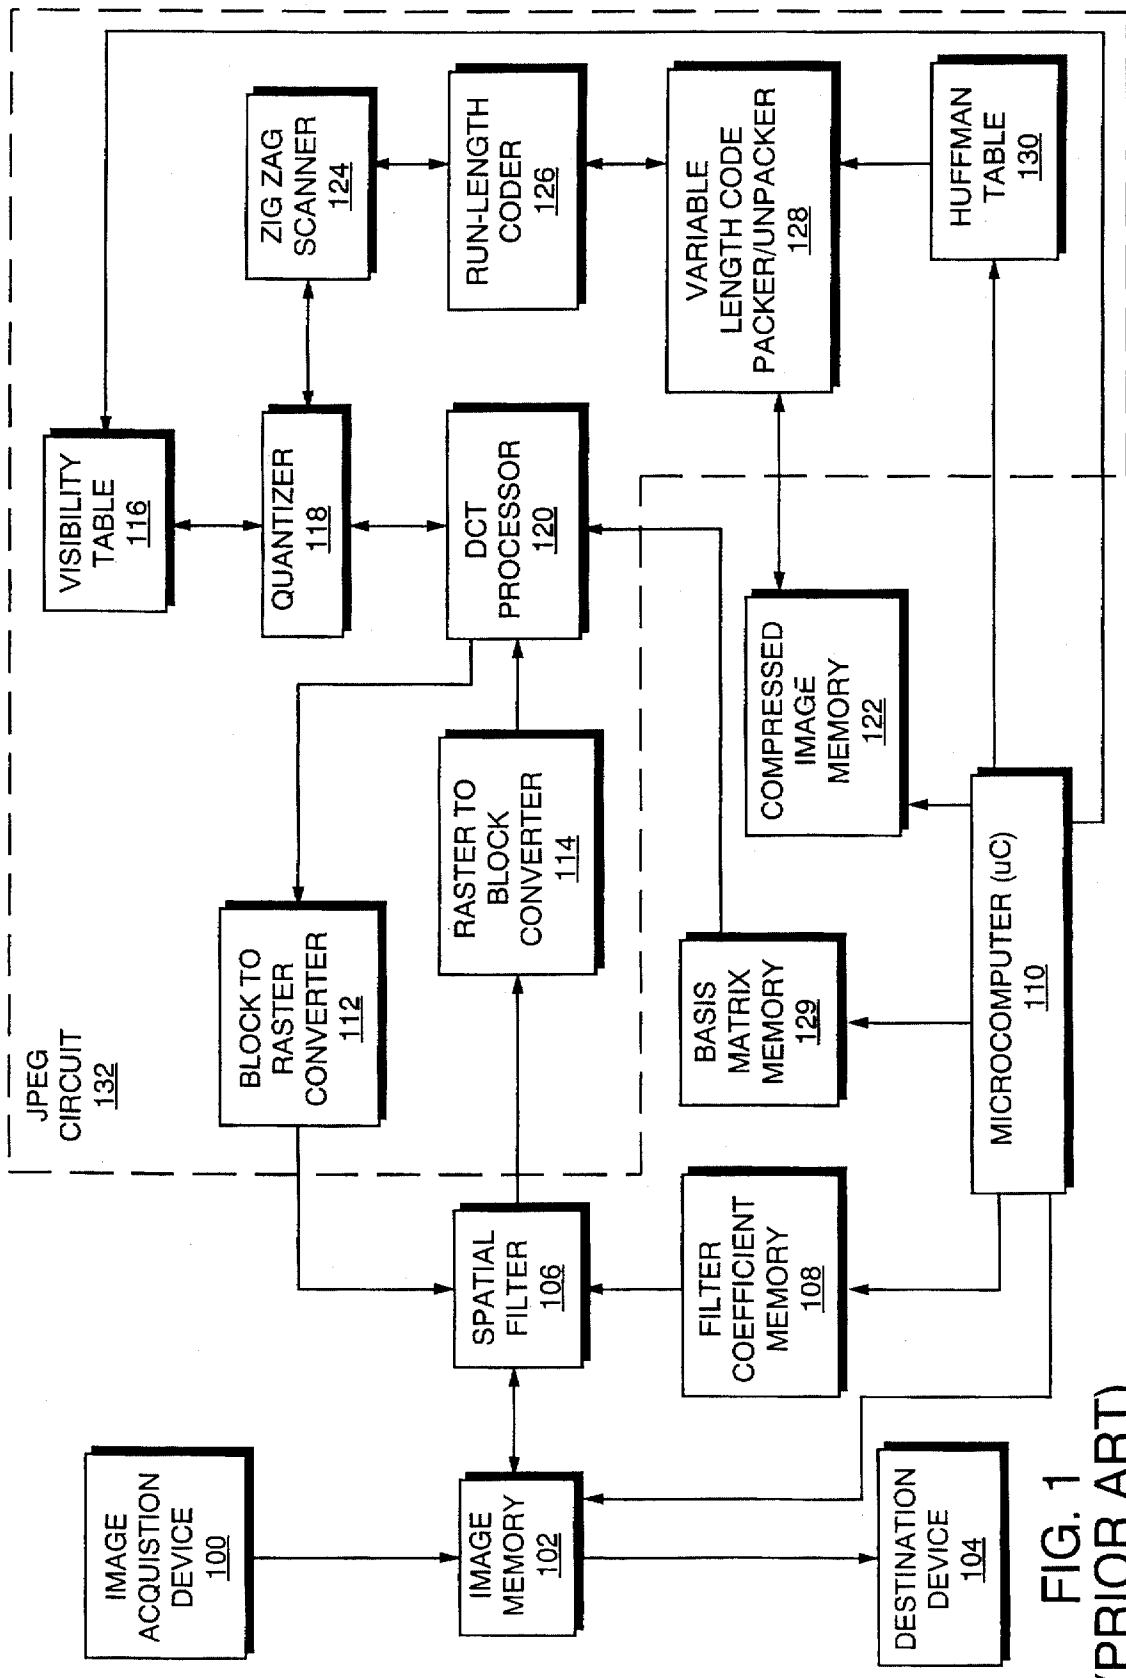 JPEG
CIRCUIT
132
IMAGE
ACQUISTION
DEVICE
100
IMAGE
MEMORY
102
DESTINATION
DEVICE
104
SPATIAL
FILTER
106
FILTER
COEFFICIENT
MEMORY
108
BLOCK TO
RASTER
CONVERTER
112
RASTER TO
BLOCK
CONVERTER
114
BASIS
MATRIX
MEMORY
129
MICROCOMPUTER (uC)
110
COMPRESSED
IMAGE
MEMORY
122
VISIBILITY
TABLE
116
QUANTIZER
118
DCT
PROCESSOR
120
ZIG ZAG
SCANNER
124
RUN-LENGTH
CODER
126
VARIABLE
LENGTH CODE
PACKER/UNPACKER
128
HUFFMAN
TABLE
130
FIG. 1
(PRIOR ART)